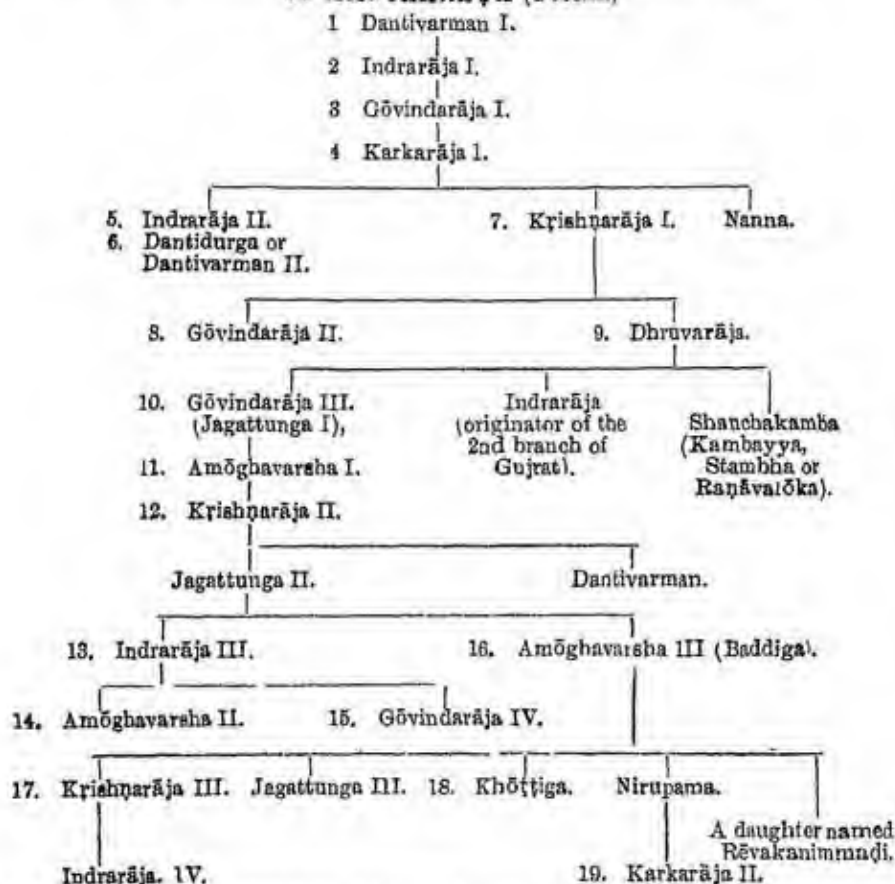 1 Dantivarman I.
2 Indrarāja I.
3 Gōvindarāja I.
4 Karkarāja I.
5. Indrarāja II. 7. Kṛishṇarāja I. Nanna.
6. Dantidurga or
Dantivarman II.
8. Gōvindarāja II. 9. Dhruvarāja.
10. Gōvindarāja III. Indrarāja
(Jagattunga I), (originator of the Shanchakamba
2nd branch of (Kambayya,
11. Amōghavarsha I. Gujrat). Stambha or
Raṇāvalōka).
12. Kṛishṇarāja II.
Jagattunga II. Dantivarman.
13. Indrarāja III. 16. Amōghavarsha III (Baddiga).
14. Amōghavarsha II. 15. Gōvindarāja IV.
17. Kṛishṇarāja III. Jagattunga III. 18. Khōṭṭiga. Nirupama.
A daughter named
Rēvakanimmaḍi.
Indrarāja. IV. 19. Karkarāja II.